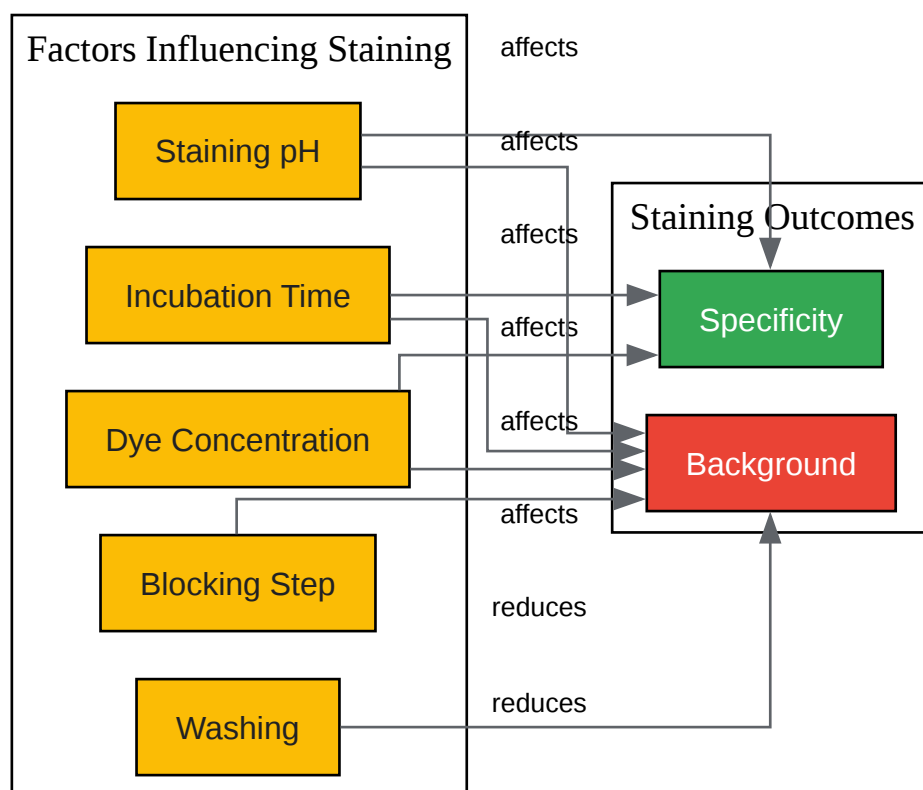 Factors Influencing Staining
Staining pH
Incubation Time
Dye Concentration
Blocking Step
Washing
affects
affects
affects
affects
affects
affects
reduces
reduces
Staining Outcomes
Specificity
Background